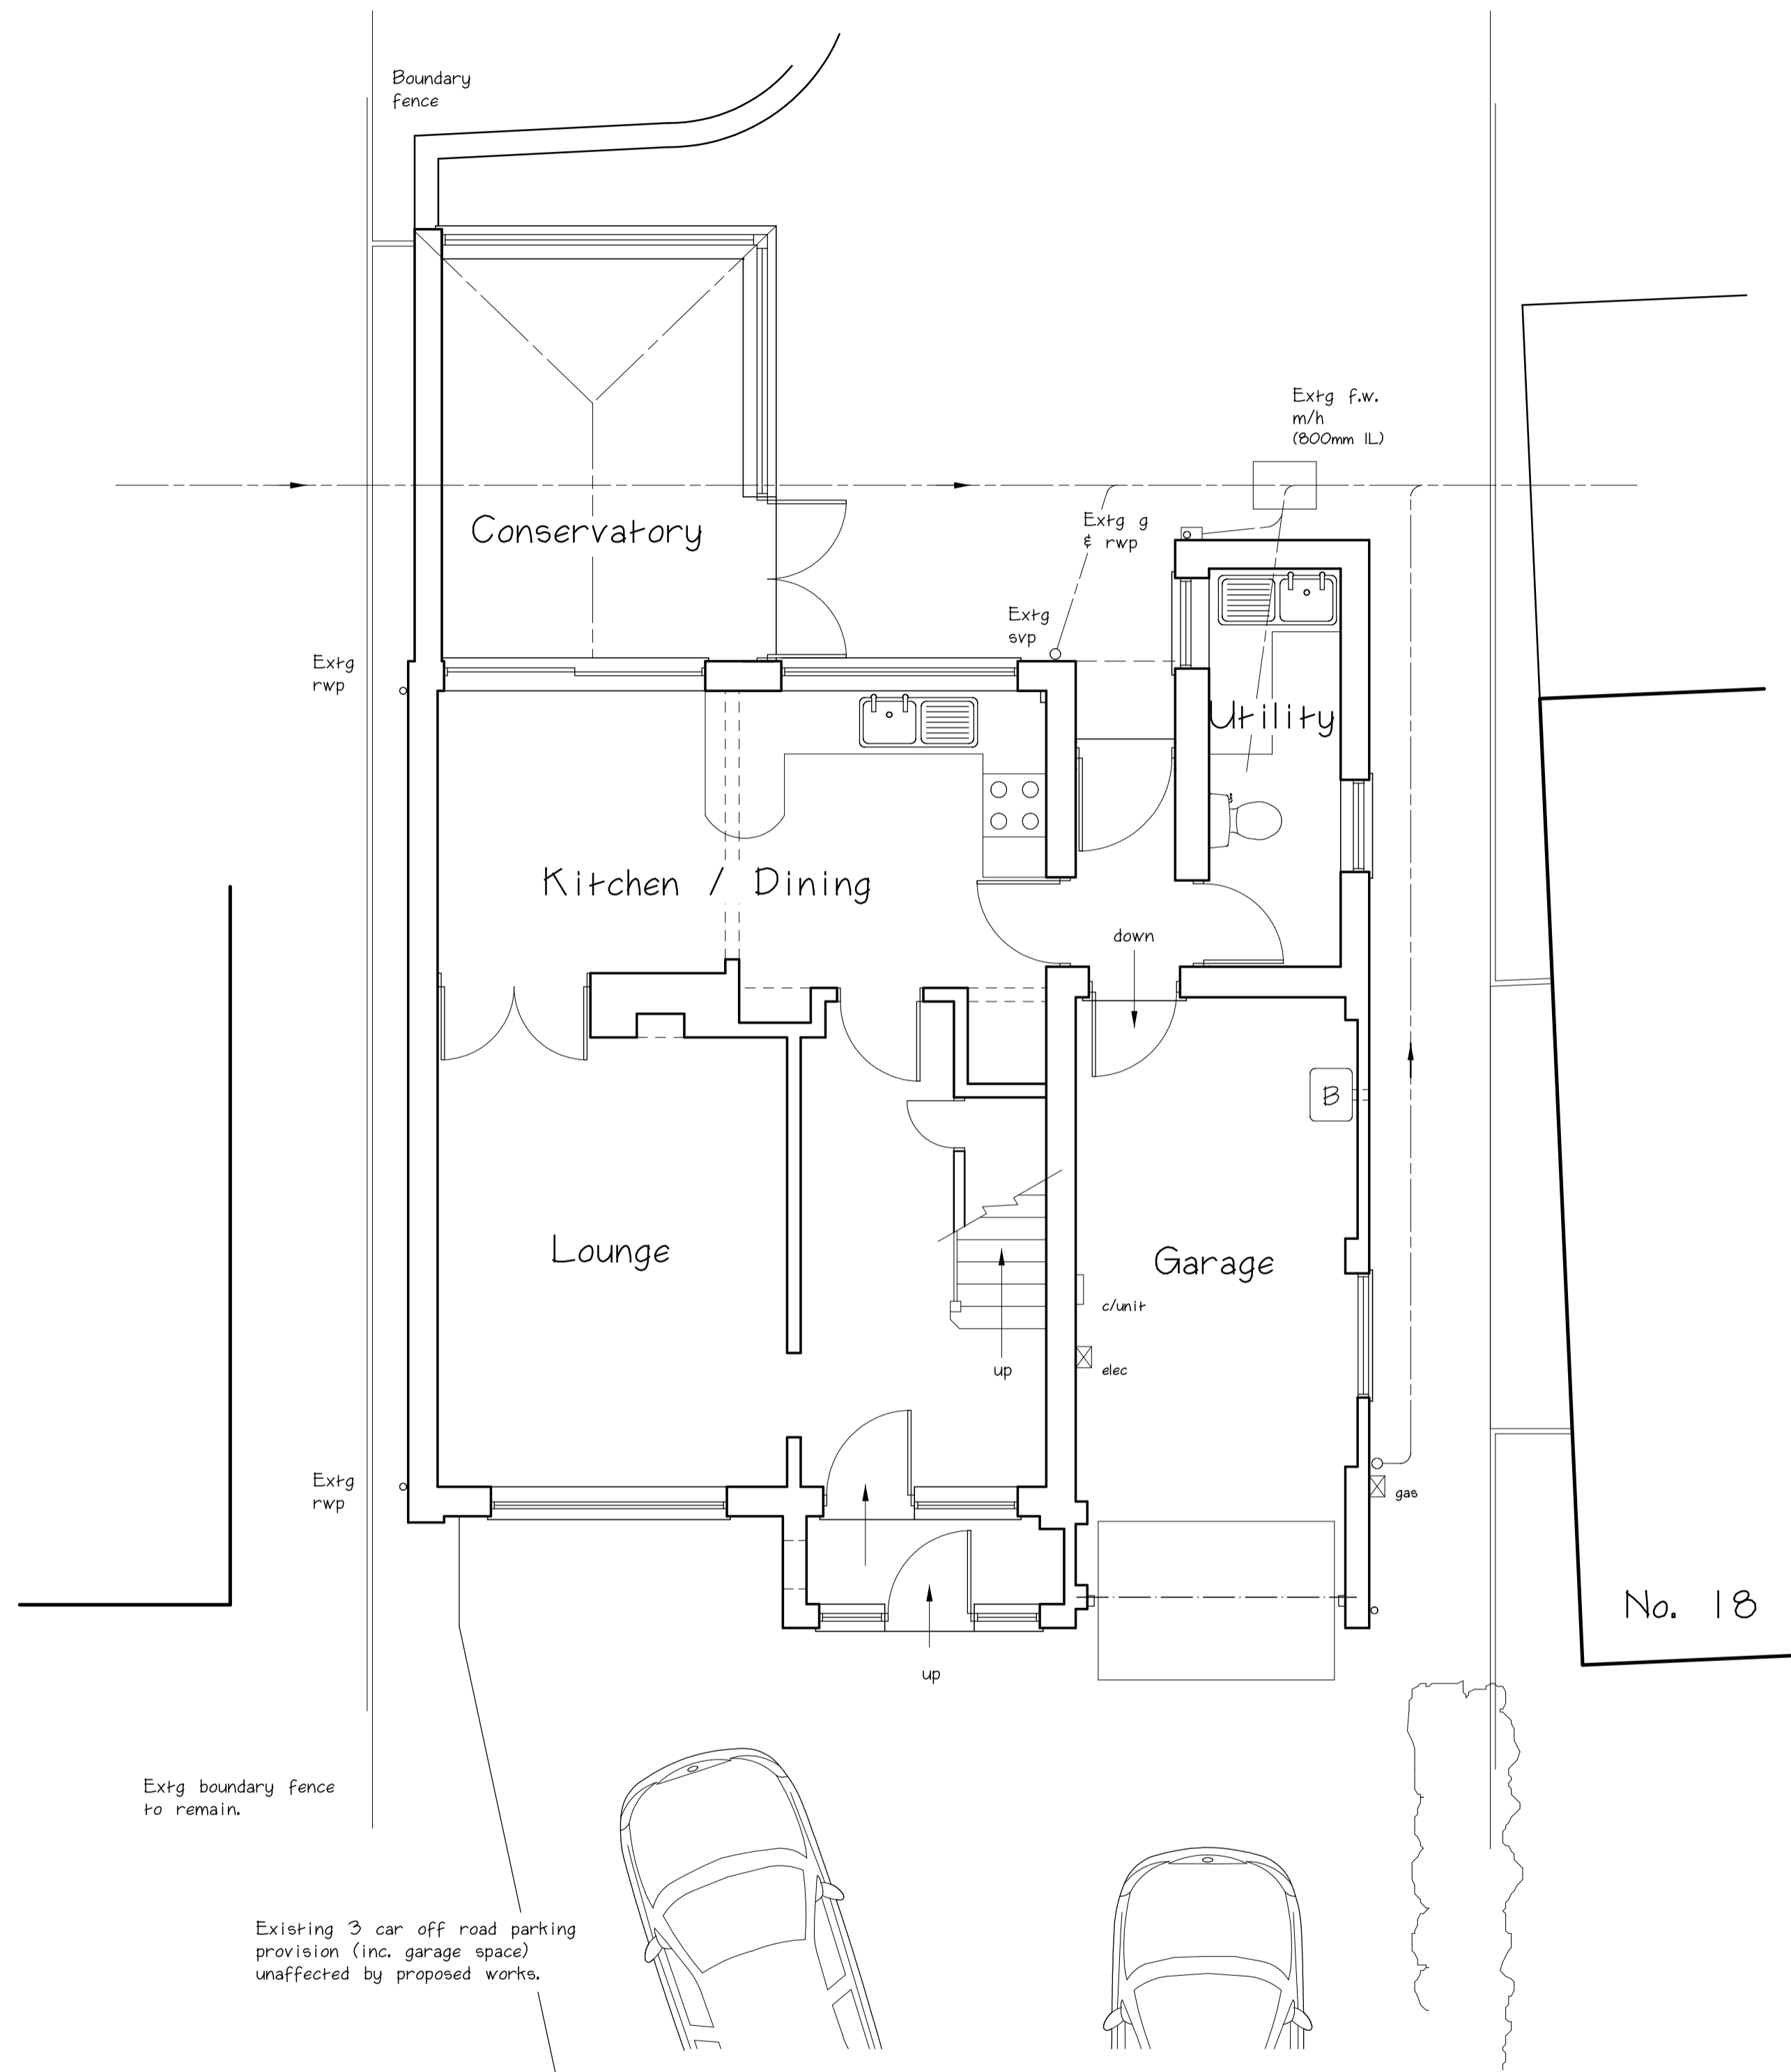 Boundary
fence
Extg f.w.
m/h
(800mm IL)
Conservatory
Extg g
& rwp
Extg
svp
Extg
rwp
Utility
Kitchen / Dining
down
B
Lounge
Garage
c/unit
up
elec
Extg
rwp
gas
No. 18
up
Extg boundary fence
to remain.
Existing 3 car off road parking
provision (inc. garage space)
unaffected by proposed works.